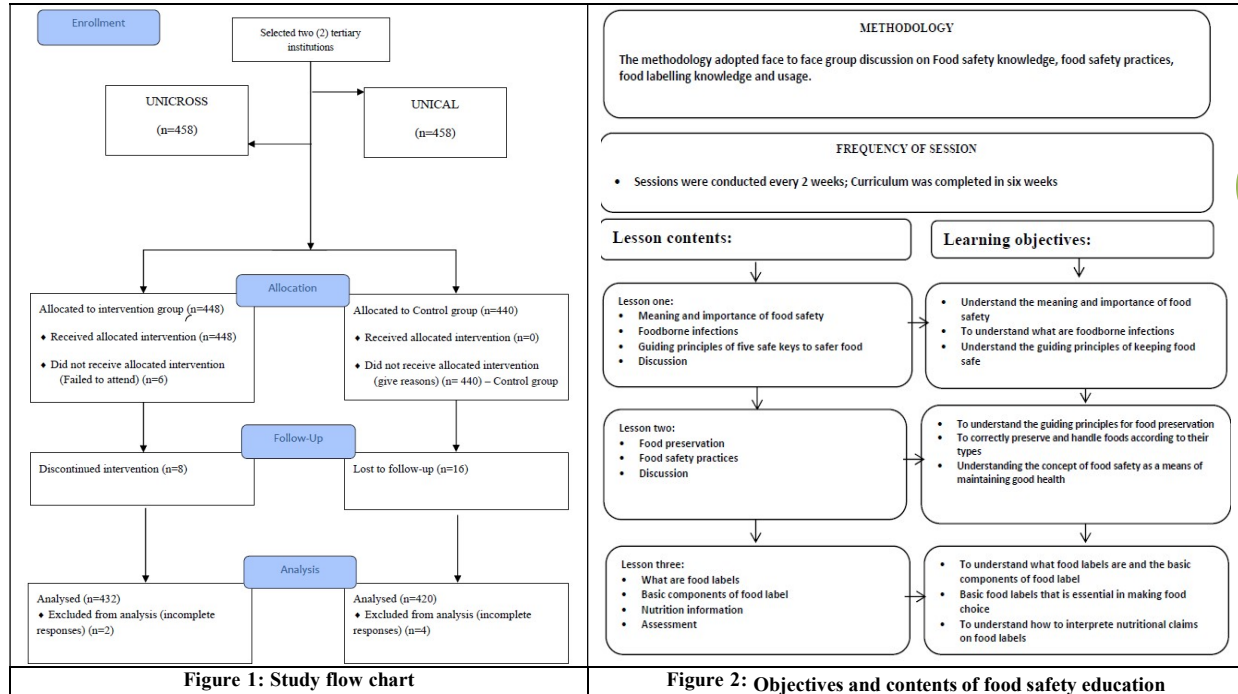 Enrollment
Selected two (2) tertiary
institutions
UNICROSS
(n=458)
UNICAL
(n=458)
Allocation
Allocated to intervention group (n=448)
♦ Received allocated intervention (n=448)
♦ Did not receive allocated intervention
(Failed to attend) (n=6)
Allocated to Control group (n=440)
♦ Received allocated intervention (n=0)
♦ Did not receive allocated intervention
(give reasons) (n= 440) – Control group
Follow-Up
Discontinued intervention (n=8)
Lost to follow-up (n=16)
Analysis
Analysed (n=432)
♦ Excluded from analysis (incomplete
responses) (n=2)
Analysed (n=420)
♦ Excluded from analysis (incomplete
responses) (n=4)
Figure 1: Study flow chart
METHODOLOGY
The methodology adopted face to face group discussion on Food safety knowledge, food safety practices,
food labelling knowledge and usage.
FREQUENCY OF SESSION
• Sessions were conducted every 2 weeks; Curriculum was completed in six weeks
Lesson contents:
Learning objectives:
Lesson one:
• Meaning and importance of food safety
• Foodborne infections
• Guiding principles of five safe keys to safer food
• Discussion
• Understand the meaning and importance of food
safety
• To understand what are foodborne infections
• Understand the guiding principles of keeping food
safe
Lesson two:
• Food preservation
• Food safety practices
• Discussion
• To understand the guiding principles for food preservation
• To correctly preserve and handle foods according to their
types
• Understanding the concept of food safety as a means of
maintaining good health
Lesson three:
• What are food labels
• Basic components of food label
• Nutrition information
• Assessment
• To understand what food labels are and the basic
components of food label
• Basic food labels that is essential in making food
choice
• To understand how to interprete nutritional claims
on food labels
Figure 2: Objectives and contents of food safety education